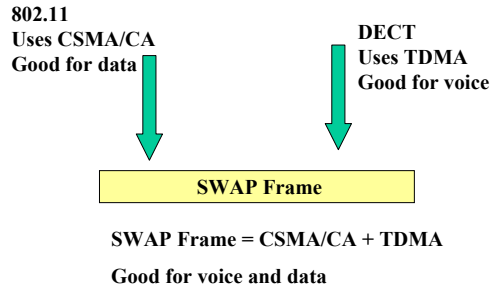 802.11
Uses CSMA/CA
Good for data
DECT
Uses TDMA
Good for voice
SWAP Frame
SWAP Frame = CSMA/CA + TDMA
Good for voice and data